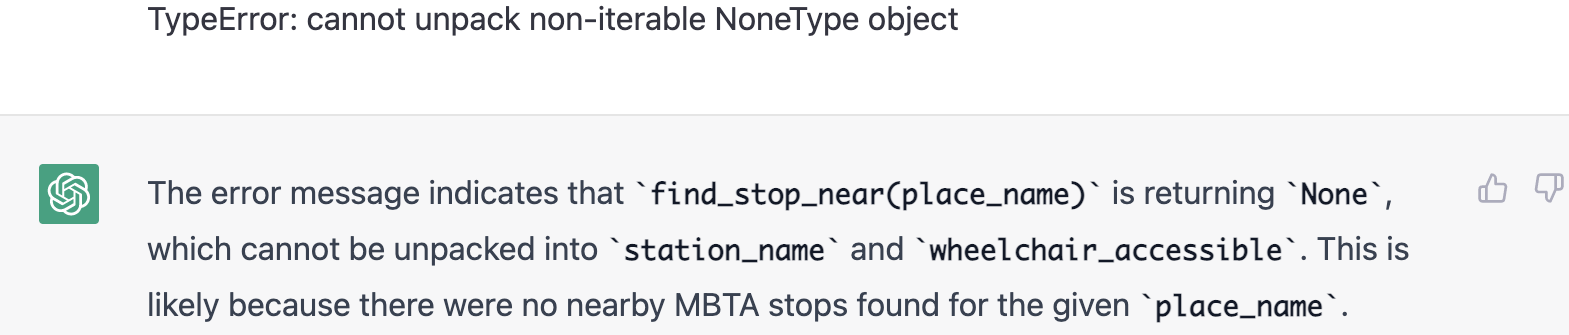 TypeError: cannot unpack non-iterable NoneType object
The error message indicates that `find_stop_near(place_name)` is returning `None`,
which cannot be unpacked into `station_name` and `wheelchair_accessible`. This is
likely because there were no nearby MBTA stops found for the given `place_name`.